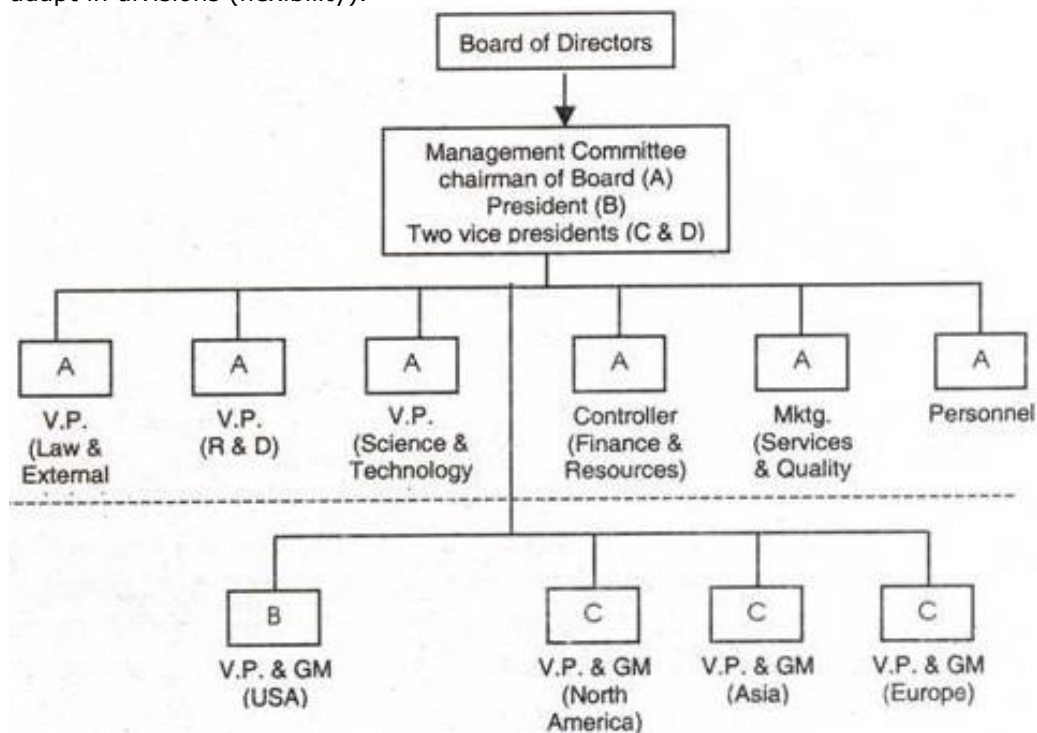 adapt in divisions (flexibility).
Board of Directors
Management Committee
chairman of Board (A)
President (B)
Two vice presidents (C & D)
A
A
A
A
A
A
V.P.
(Law &
External
V.P.
(R & D)
V.P.
(Science &
Technology
Controller
(Finance &
Resources)
Mktg.
(Services
& Quality
Personnel
B
C
C
C
V.P. & GM
(USA)
V.P. & GM
(North
America)
V.P. & GM
(Asia)
V.P. & GM
(Europe)